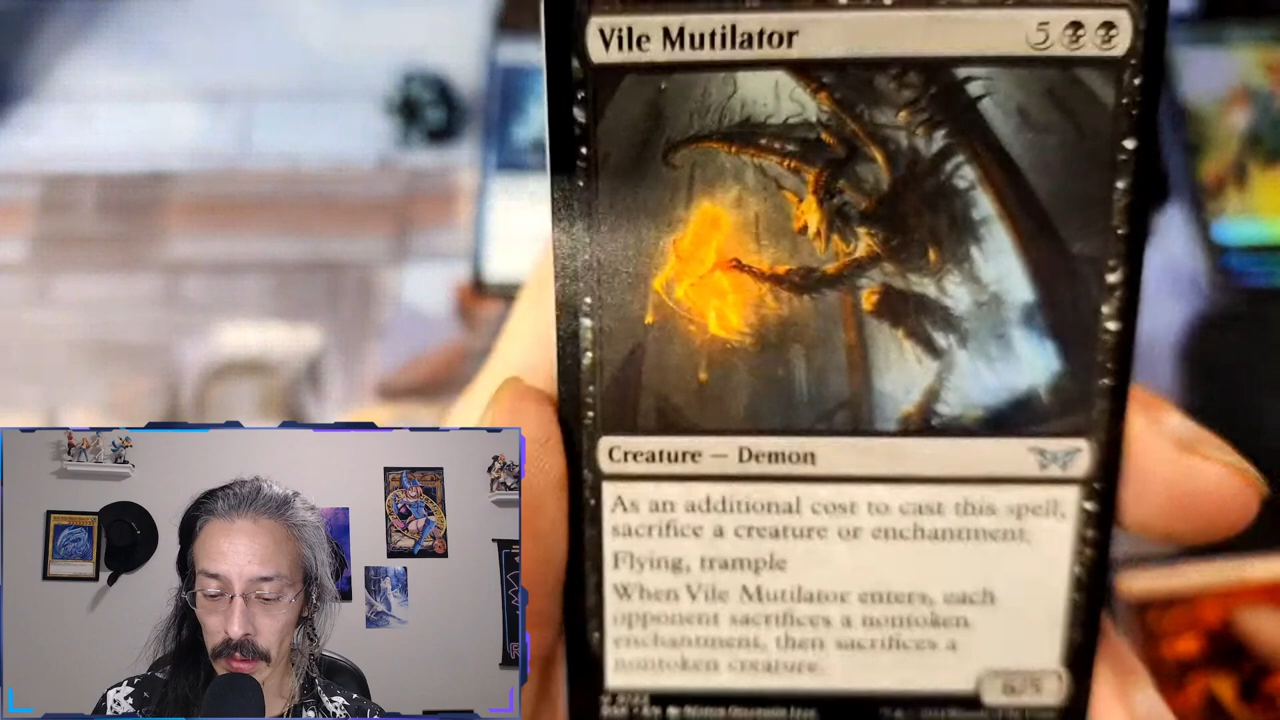 Vile Mutilator
5
Creature — Demon
As an additional cost to cast this spell,
sacrifice a creature or enchantment.
Flying, trample
When Vile Mutilator enters, each
opponent sacrifices a nontoken
enchantment, then sacrifices a
nontoken creature.
6/5